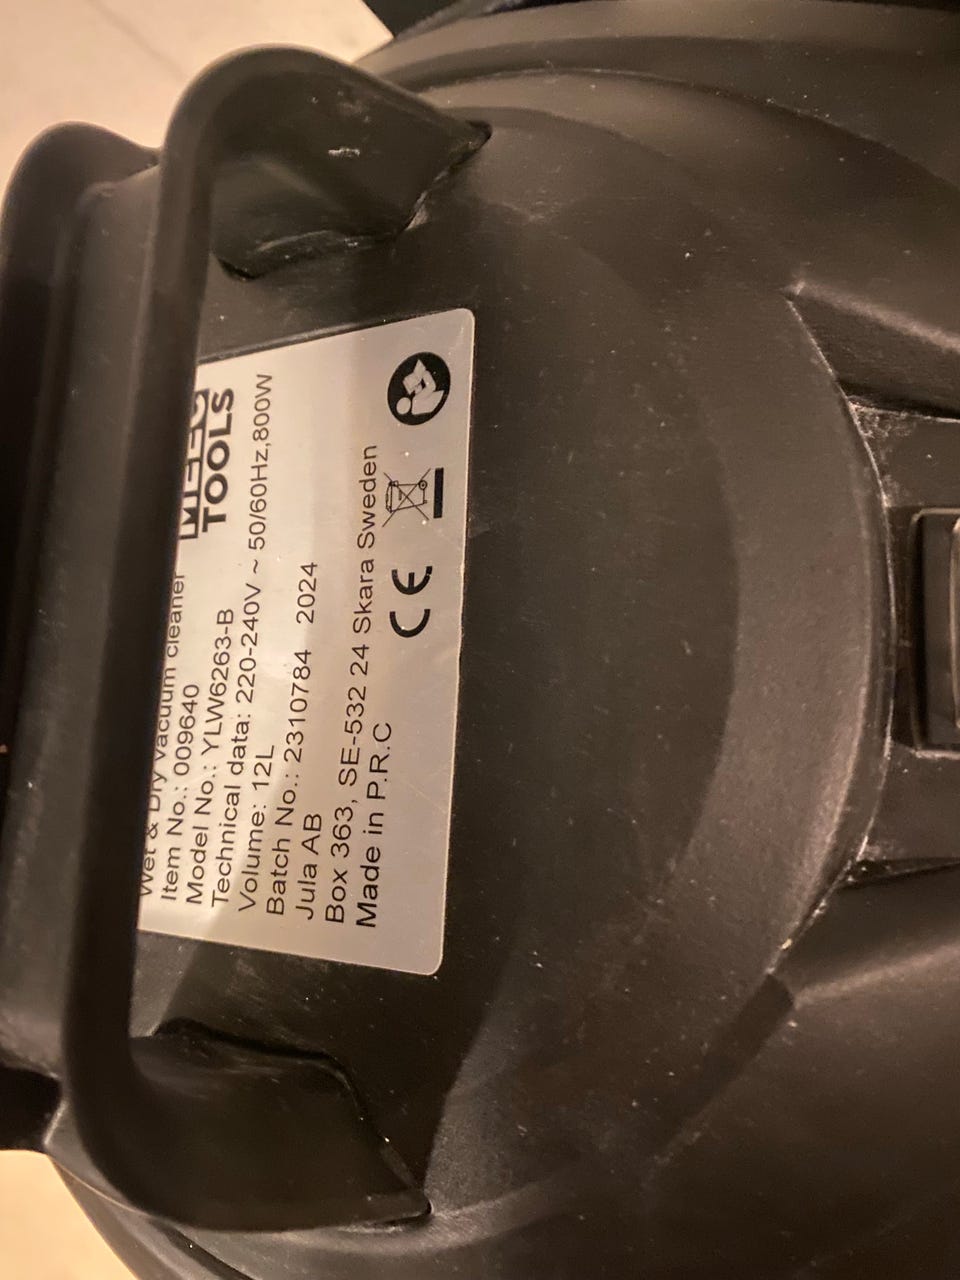 Wet & Dry vacuum cleaner
TOOLS
Item No.: 009640
Model No.: YLW6263-B
Technical data: 220-240V ~ 50/60Hz,800W
Volume: 12L
Batch No.: 2310784 2024
Jula AB
Box 363, SE-532 24 Skara Sweden
Made in P.R.C
CE